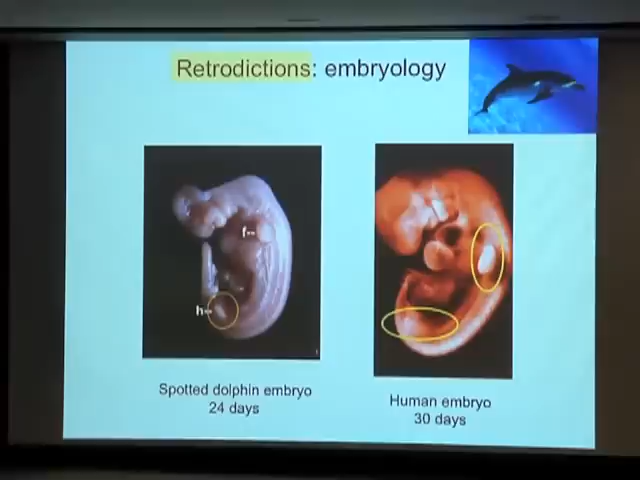 Retrodictions: embryology
f--
h--
Spotted dolphin embryo
24 days
Human embryo
30 days